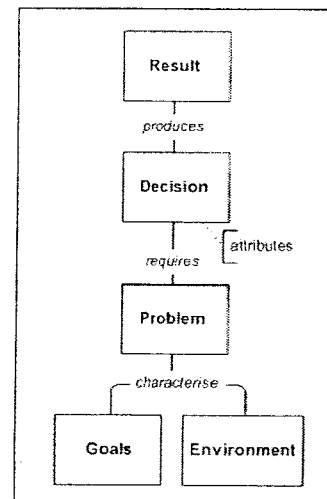 Result
produces
Decision
attributes
requires
Problem
characterise
Goals
Environment